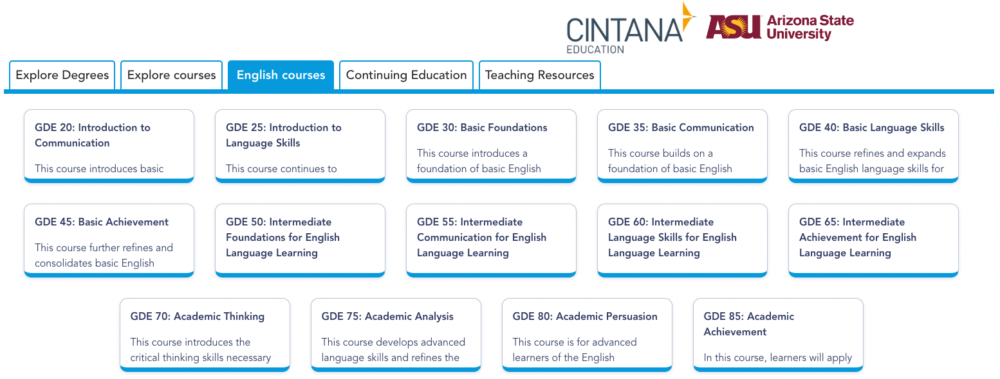 CINTANA
EDUCATION
ASU
Arizona State
University
Explore Degrees
Explore courses
English courses
Continuing Education
Teaching Resources
GDE 20: Introduction to
Communication
This course introduces basic
GDE 25: Introduction to
Language Skills
This course continues to
GDE 30: Basic Foundations
This course introduces a
foundation of basic English
GDE 35: Basic Communication
This course builds on a
foundation of basic English
GDE 40: Basic Language Skills
This course refines and expands
basic English language skills for
GDE 45: Basic Achievement
This course further refines and
consolidates basic English
GDE 50: Intermediate
Foundations for English
Language Learning
GDE 55: Intermediate
Communication for English
Language Learning
GDE 60: Intermediate
Language Skills for English
Language Learning
GDE 65: Intermediate
Achievement for English
Language Learning
GDE 70: Academic Thinking
This course introduces the
critical thinking skills necessary
GDE 75: Academic Analysis
This course develops advanced
language skills and refines the
GDE 80: Academic Persuasion
This course is for advanced
learners of the English
GDE 85: Academic
Achievement
In this course, learners will apply